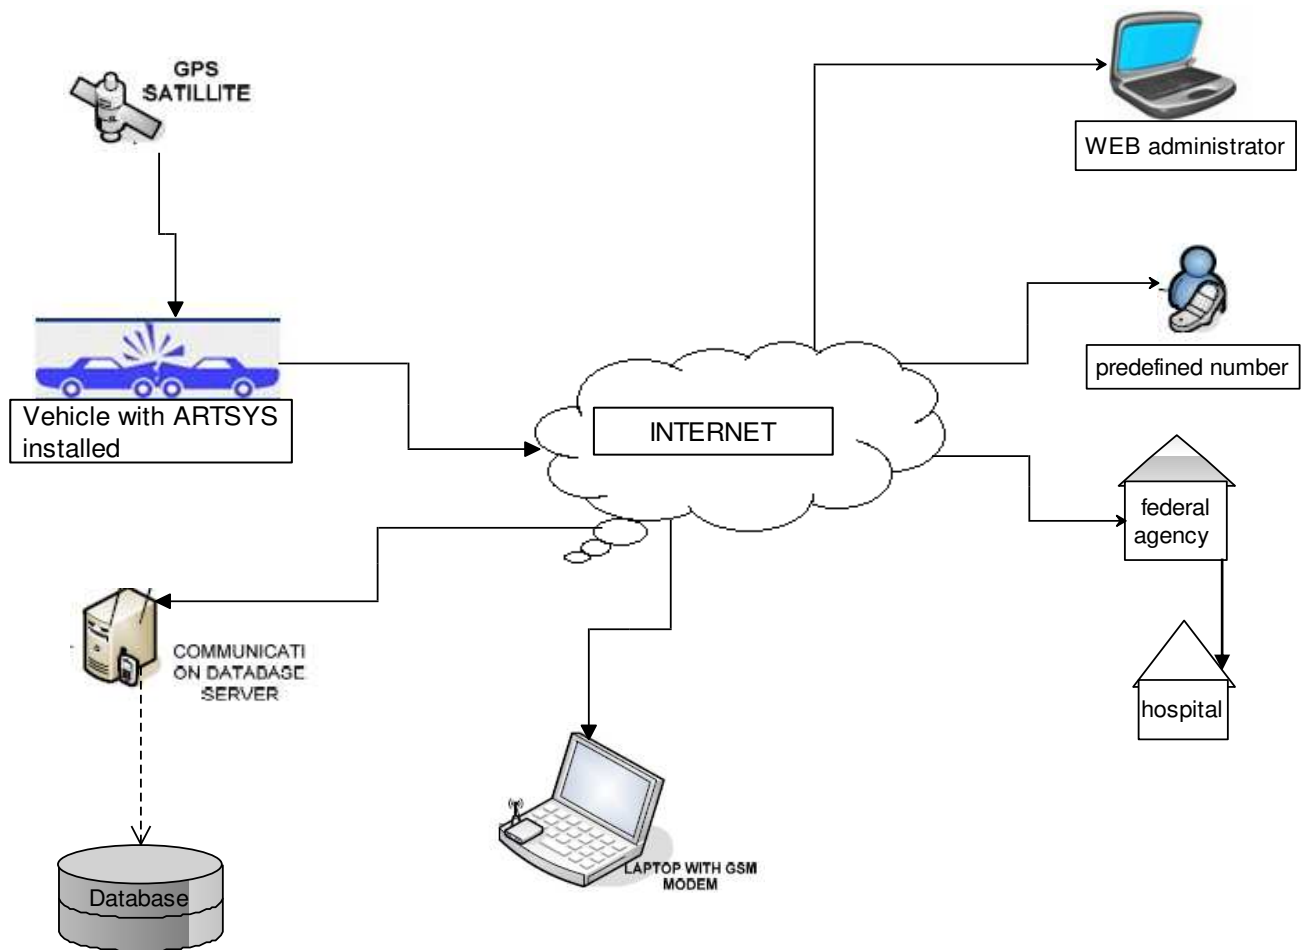 GPS
SATILLITE
WEB administrator
predefined number
Vehicle with ARTSYS
installed
INTERNET
federal
agency
COMMUNICATI
ON DATABASE
SERVER
hospital
LAPTOP WITH GSM
MODEM
Database